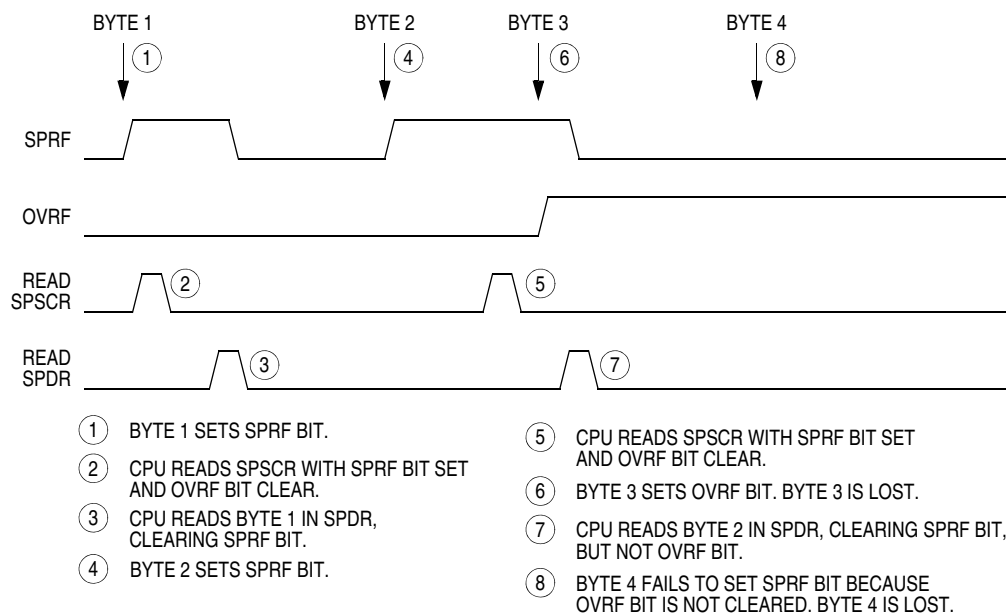 BYTE 1
BYTE 2
BYTE 3
BYTE 4
1
4
6
8
SPRF
OVRF
READ
SPSCR
2
5
READ
SPDR
3
7
1 BYTE 1 SETS SPRF BIT.
2 CPU READS SPSCR WITH SPRF BIT SET
AND OVRF BIT CLEAR.
3 CPU READS BYTE 1 IN SPDR,
CLEARING SPRF BIT.
4 BYTE 2 SETS SPRF BIT.
5 CPU READS SPSCR WITH SPRF BIT SET
AND OVRF BIT CLEAR.
6 BYTE 3 SETS OVRF BIT. BYTE 3 IS LOST.
7 CPU READS BYTE 2 IN SPDR, CLEARING SPRF BIT,
BUT NOT OVRF BIT.
8 BYTE 4 FAILS TO SET SPRF BIT BECAUSE
OVRF BIT IS NOT CLEARED. BYTE 4 IS LOST.